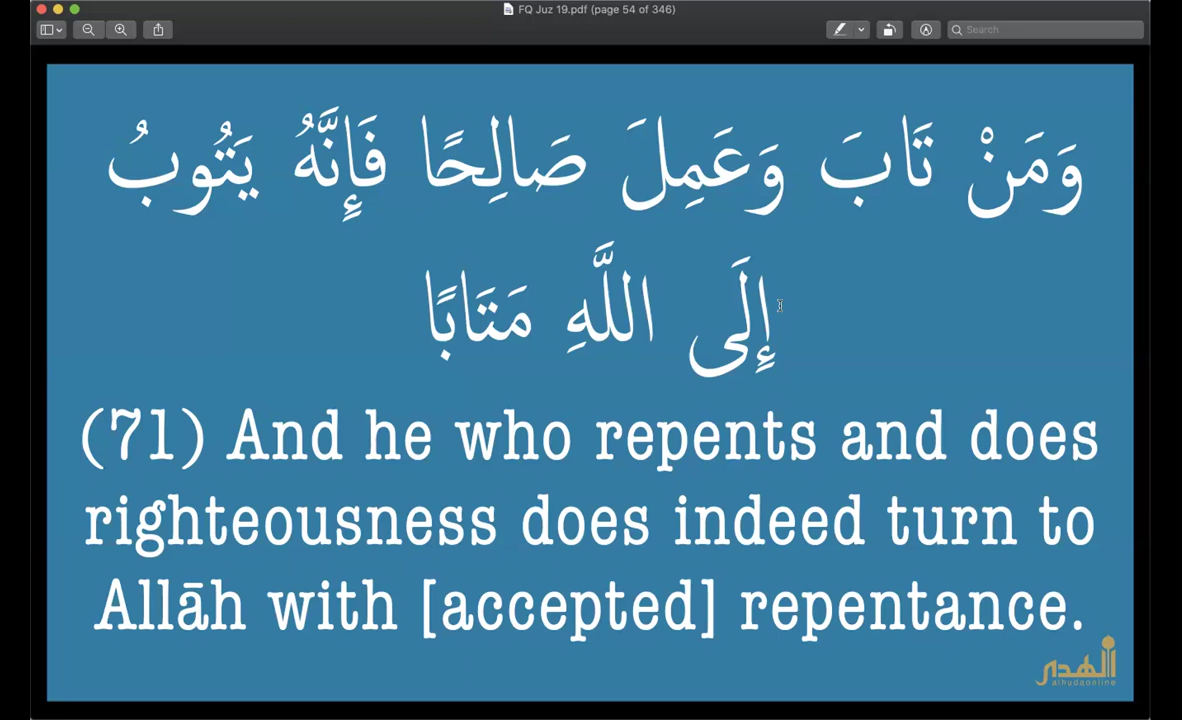 FQ Juz 19.pdf (page 54 of 346)
Search
وَمَنْ تَابَ وَعَمِلَ صَالِحًا فَإِنَّهُ يَتُوبُ
إِلَى اللَّهِ مَتَابًا
(71) And he who repents and does
righteousness does indeed turn to
Allāh with [accepted] repentance.
الهدى
alhudaonline